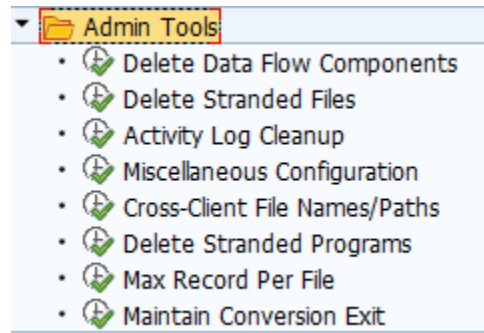 Admin Tools
Delete Data Flow Components
Delete Stranded Files
Activity Log Cleanup
Miscellaneous Configuration
Cross-Client File Names/Paths
Delete Stranded Programs
Max Record Per File
Maintain Conversion Exit